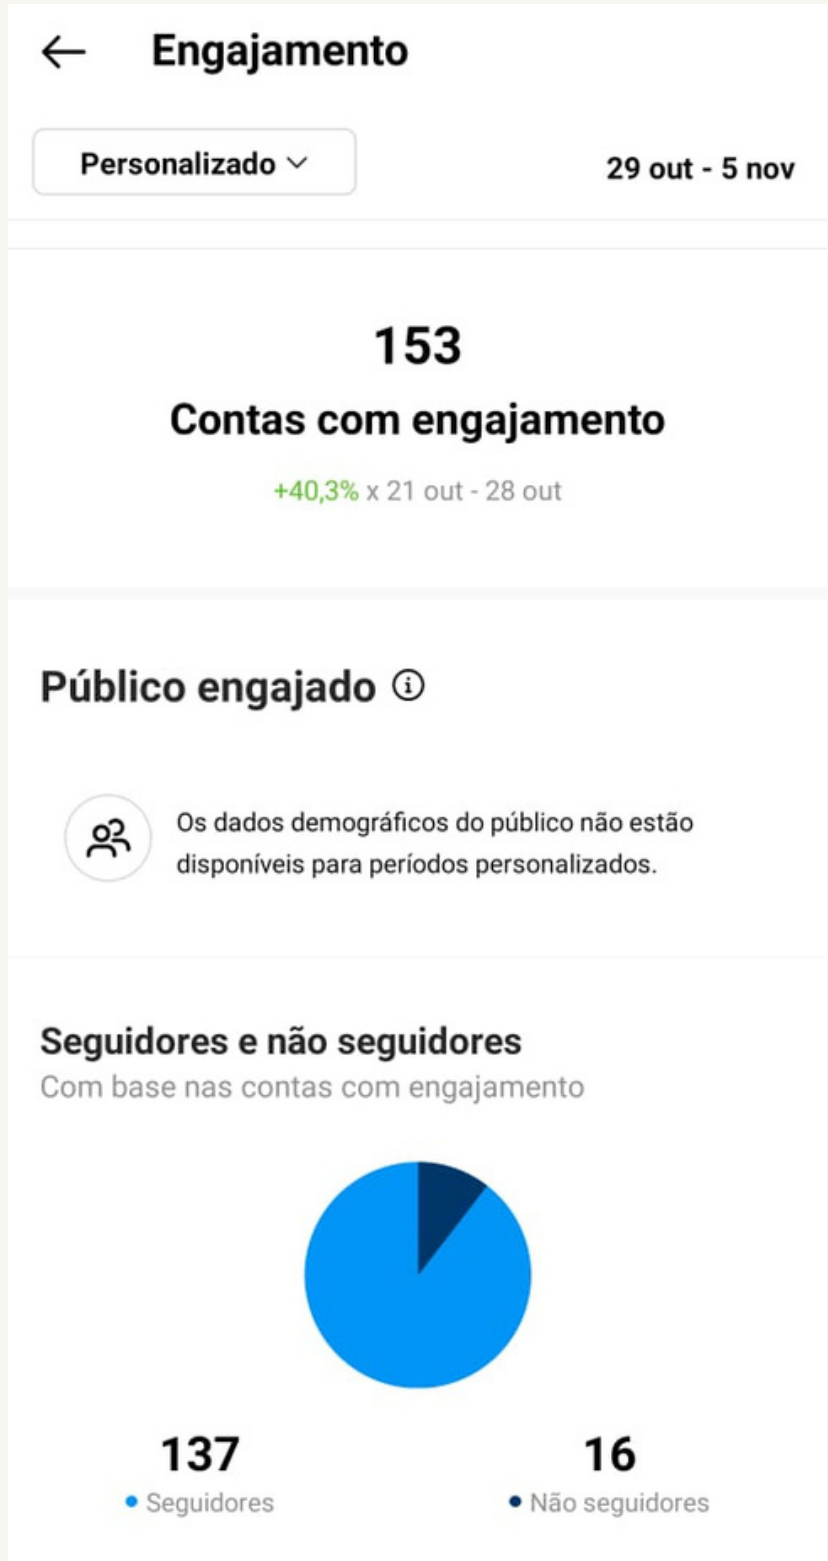 Engajamento
Personalizado
29 out - 5 nov
153
Contas com engajamento
+40,3% x 21 out - 28 out
Público engajado
Os dados demográficos do público não estão
disponíveis para períodos personalizados.
Seguidores e não seguidores
Com base nas contas com engajamento
137
Seguidores
16
Não seguidores